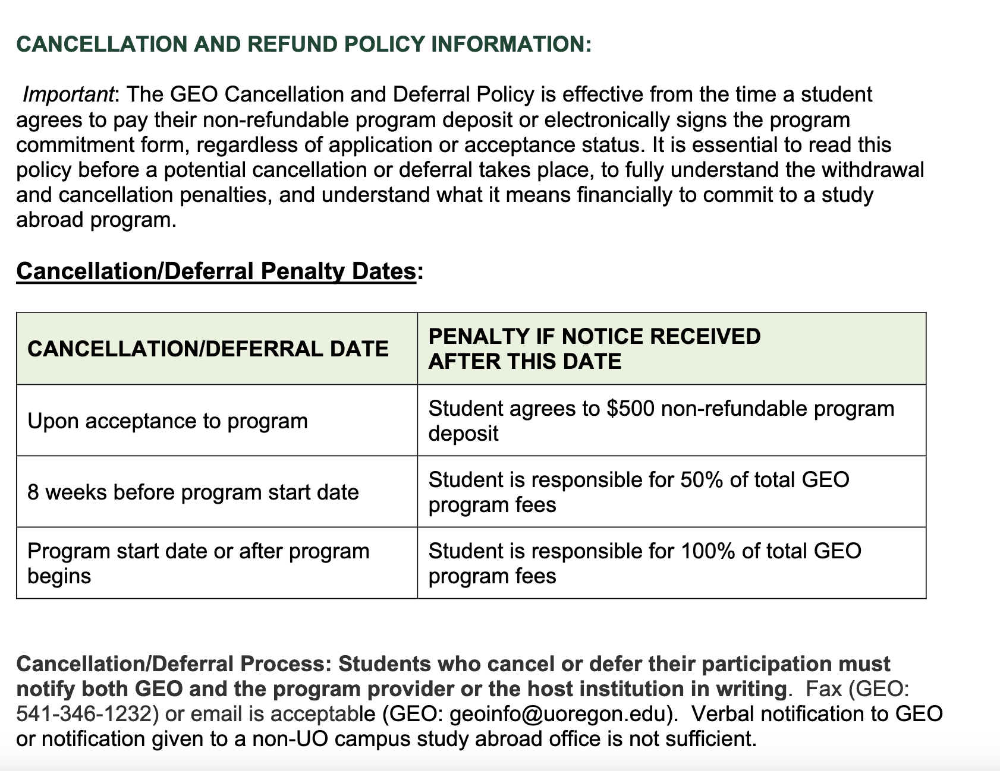 CANCELLATION AND REFUND POLICY INFORMATION:
Important: The GEO Cancellation and Deferral Policy is effective from the time a student
agrees to pay their non-refundable program deposit or electronically signs the program
commitment form, regardless of application or acceptance status. It is essential to read this
policy before a potential cancellation or deferral takes place, to fully understand the withdrawal
and cancellation penalties, and understand what it means financially to commit to a study
abroad program.
Cancellation/Deferral Penalty Dates:
CANCELLATION/DEFERRAL DATE
PENALTY IF NOTICE RECEIVED
AFTER THIS DATE
Upon acceptance to program
Student agrees to $500 non-refundable program
deposit
8 weeks before program start date
Student is responsible for 50% of total GEO
program fees
Program start date or after program
begins
Student is responsible for 100% of total GEO
program fees
Cancellation/Deferral Process: Students who cancel or defer their participation must
notify both GEO and the program provider or the host institution in writing.  Fax (GEO:
541-346-1232) or email is acceptable (GEO: geoinfo@uoregon.edu).  Verbal notification to GEO
or notification given to a non-UO campus study abroad office is not sufficient.